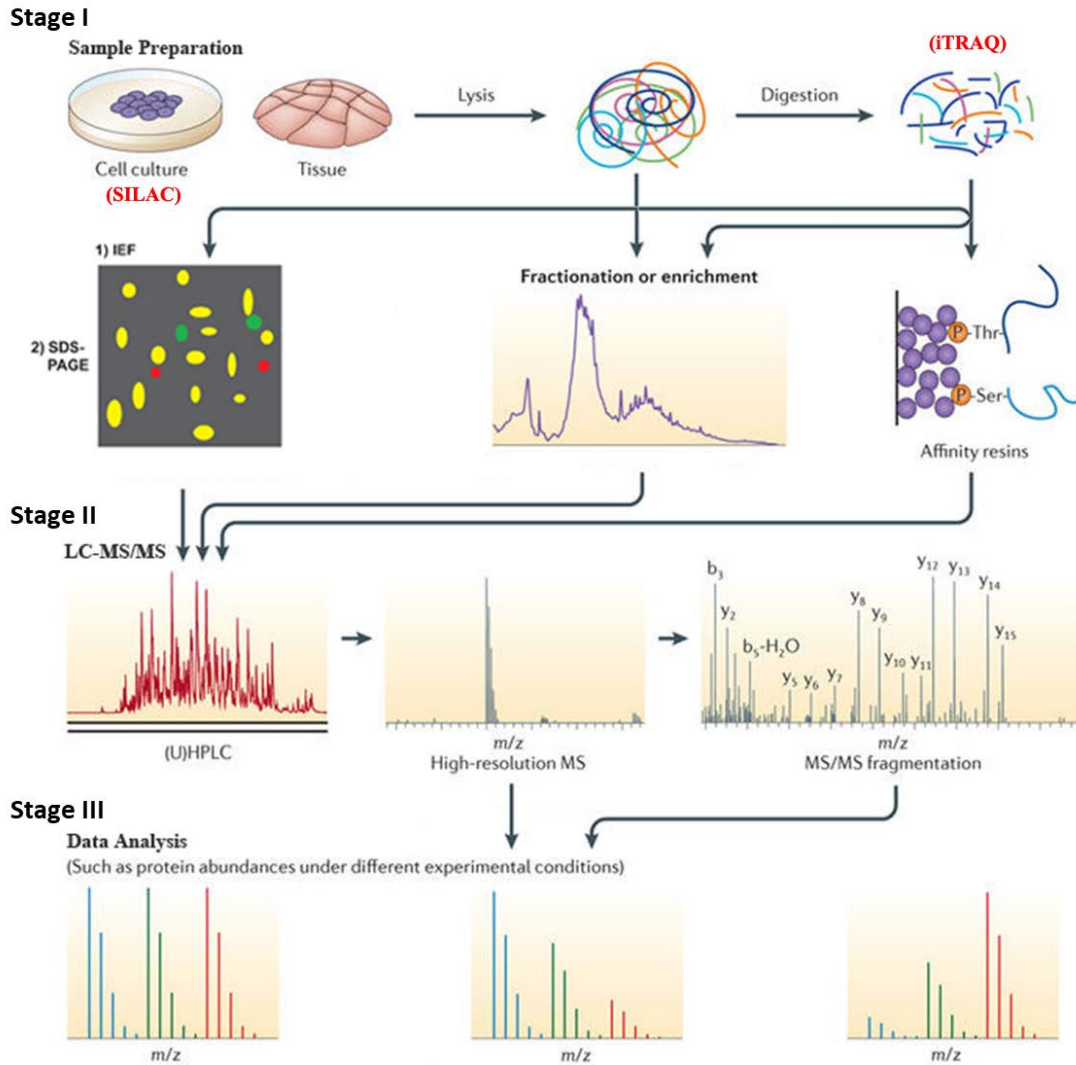 Stage I
Sample Preparation
(iTRAQ)
Lysis
Digestion
Cell culture
Tissue
(SILAC)
1) IEF
2) SDS-
PAGE
Fractionation or enrichment
P-Thr-
P-Ser-
Affinity resins
Stage II
LC-MS/MS
b₃
y₂
b₅-H₂O
y₅
y₆
y₇
y₈
y₉
y₁₀
y₁₁
y₁₂
y₁₃
y₁₄
y₁₅
(U)HPLC
m/z
High-resolution MS
m/z
MS/MS fragmentation
Stage III
Data Analysis
(Such as protein abundances under different experimental conditions)
m/z
m/z
m/z